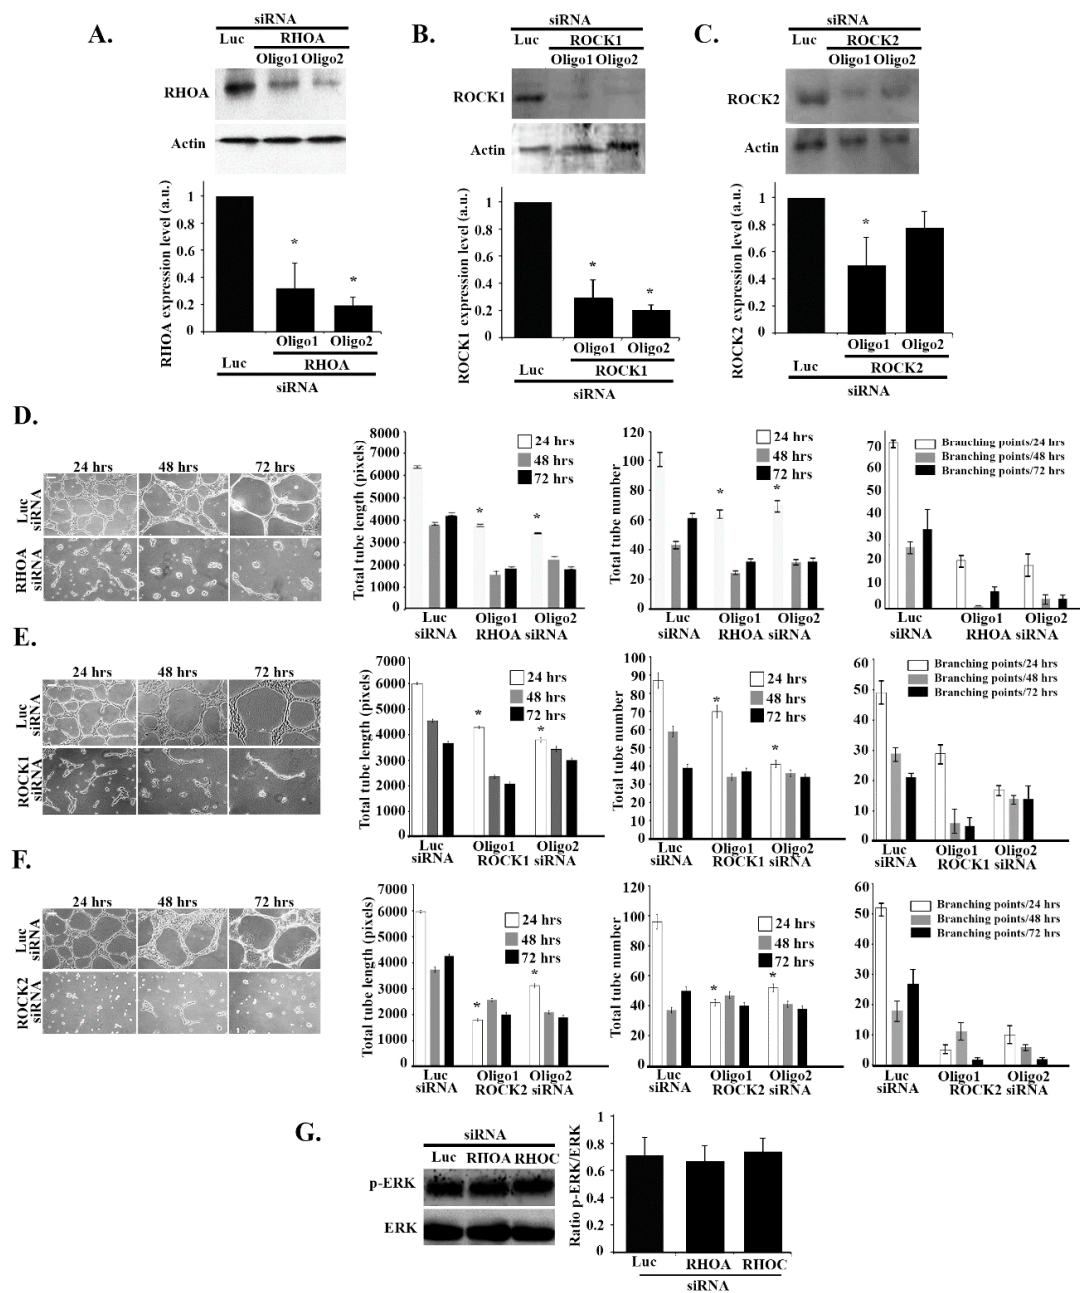 A.
siRNA
Luc RHOA
Oligo1 Oligo2
RHOA
Actin
RHOA expression level (a.u.)
1
0.8
0.6
0.4
0.2
0
*
*
Oligo1 Oligo2
Luc RHOA
siRNA
B.
siRNA
Luc ROCK1
Oligo1 Oligo2
ROCK1
Actin
ROCK1 expression level (a.u.)
1
0.8
0.6
0.4
0.2
0
*
*
Oligo1 Oligo2
Luc ROCK1
siRNA
C.
siRNA
Luc ROCK2
Oligo1 Oligo2
ROCK2
Actin
ROCK2 expression level (a.u.)
1
0.8
0.6
0.4
0.2
0
*
Oligo1 Oligo2
Luc ROCK2
siRNA
D.
24 hrs 48 hrs 72 hrs
Luc siRNA
RHOA siRNA
Total tube length (pixels)
8000
7000
6000
5000
4000
3000
2000
1000
0
24 hrs
48 hrs
72 hrs
*
*
Luc Oligo1 Oligo2
siRNA RHOA siRNA
Total tube number
120
100
80
60
40
20
0
24 hrs
48 hrs
72 hrs
*
*
Luc Oligo1 Oligo2
siRNA RHOA siRNA
70
60
50
40
30
20
10
0
Branching points/24 hrs
Branching points/48 hrs
Branching points/72 hrs
Luc Oligo1 Oligo2
siRNA RHOA siRNA
E.
24 hrs 48 hrs 72 hrs
Luc siRNA
ROCK1 siRNA
Total tube length (pixels)
7000
6000
5000
4000
3000
2000
1000
0
24 hrs
48 hrs
72 hrs
*
*
Luc Oligo1 Oligo2
siRNA ROCK1 siRNA
Total tube number
100
90
80
70
60
50
40
30
20
10
0
24 hrs
48 hrs
72 hrs
*
*
Luc Oligo1 Oligo2
siRNA ROCK1 siRNA
60
50
40
30
20
10
0
Branching points/24 hrs
Branching points/48 hrs
Branching points/72 hrs
Luc Oligo1 Oligo2
siRNA ROCK1 siRNA
F.
24 hrs 48 hrs 72 hrs
Luc siRNA
ROCK2 siRNA
Total tube length (pixels)
7000
6000
5000
4000
3000
2000
1000
0
24 hrs
48 hrs
72 hrs
*
*
Luc Oligo1 Oligo2
siRNA ROCK2 siRNA
Total tube number
120
100
80
60
40
20
0
24 hrs
48 hrs
72 hrs
*
*
Luc Oligo1 Oligo2
siRNA ROCK2 siRNA
60
50
40
30
20
10
0
Branching points/24 hrs
Branching points/48 hrs
Branching points/72 hrs
Luc Oligo1 Oligo2
siRNA ROCK2 siRNA
G.
siRNA
Luc RHOA RHOC
p-ERK
ERK
Ratio p-ERK/ERK
1
0.8
0.6
0.4
0.2
0
Luc RHOA RHOC
siRNA